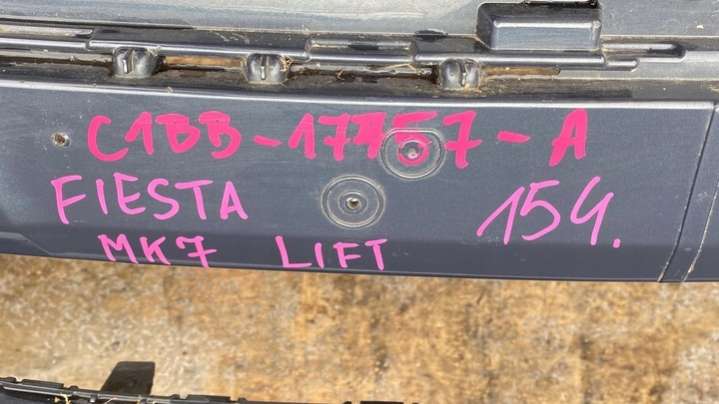 C1BB-17757-A
FIESTA 154.
MK7 LIFT